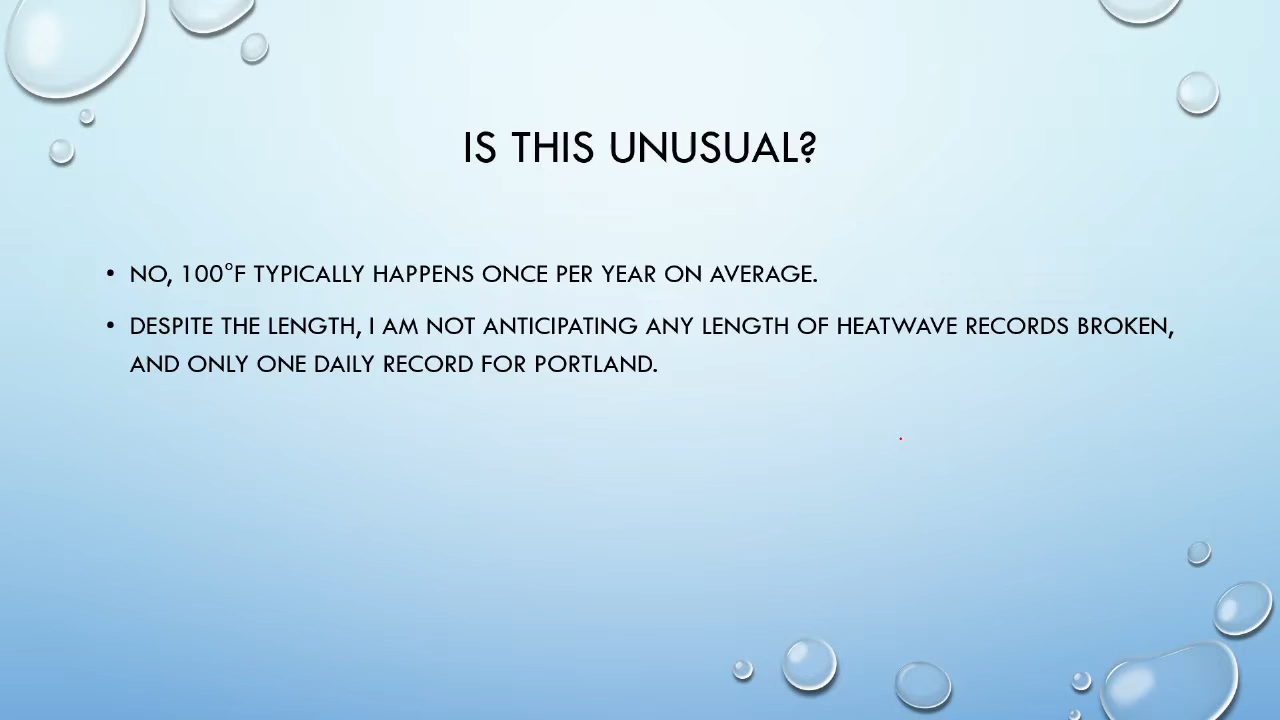 IS THIS UNUSUAL?
• NO, 100°F TYPICALLY HAPPENS ONCE PER YEAR ON AVERAGE.
• DESPITE THE LENGTH, I AM NOT ANTICIPATING ANY LENGTH OF HEATWAVE RECORDS BROKEN,
AND ONLY ONE DAILY RECORD FOR PORTLAND.